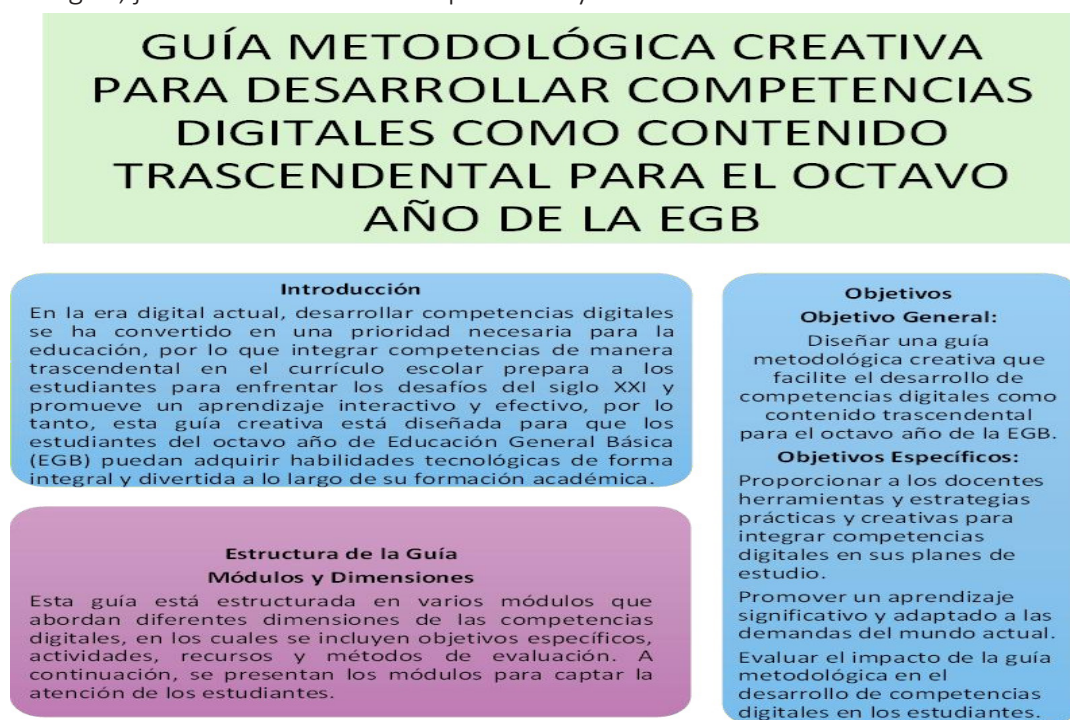 GUÍA METODOLÓGICA CREATIVA
PARA DESARROLLAR COMPETENCIAS
DIGITALES COMO CONTENIDO
TRASCENDENTAL PARA EL OCTAVO
AÑO DE LA EGB
Introducción
En la era digital actual, desarrollar competencias digitales
se ha convertido en una prioridad necesaria para la
educación, por lo que integrar competencias de manera
trascendental en el currículo escolar prepara a los
estudiantes para enfrentar los desafíos del siglo XXI y
promueve un aprendizaje interactivo y efectivo, por lo
tanto, esta guía creativa está diseñada para que los
estudiantes del octavo año de Educación General Básica
(EGB) puedan adquirir habilidades tecnológicas de forma
integral y divertida a lo largo de su formación académica.
Estructura de la Guía
Módulos y Dimensiones
Esta guía está estructurada en varios módulos que
abordan diferentes dimensiones de las competencias
digitales, en los cuales se incluyen objetivos específicos,
actividades, recursos y métodos de evaluación. A
continuación, se presentan los módulos para captar la
atención de los estudiantes.
Objetivos
Objetivo General:
Diseñar una guía
metodológica creativa que
facilite el desarrollo de
competencias digitales como
contenido trascendental
para el octavo año de la EGB.
Objetivos Específicos:
Proporcionar a los docentes
herramientas y estrategias
prácticas y creativas para
integrar competencias
digitales en sus planes de
estudio.
Promover un aprendizaje
significativo y adaptado a las
demandas del mundo actual.
Evaluar el impacto de la guía
metodológica en el
desarrollo de competencias
digitales en los estudiantes.